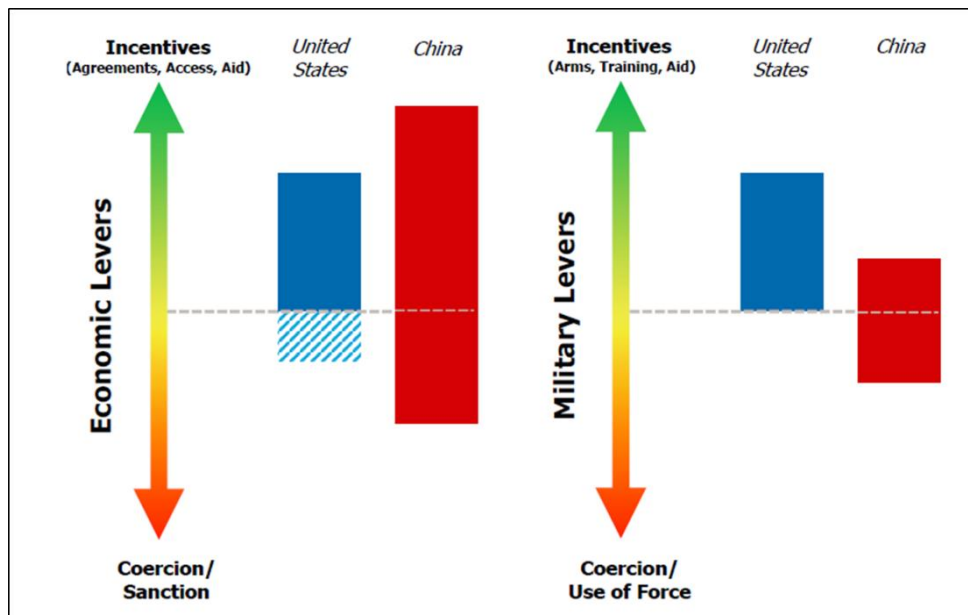 Incentives
(Agreements, Access, Aid)
United
States
China
Economic Levers
Coercion/
Sanction
Incentives
(Arms, Training, Aid)
United
States
China
Military Levers
Coercion/
Use of Force